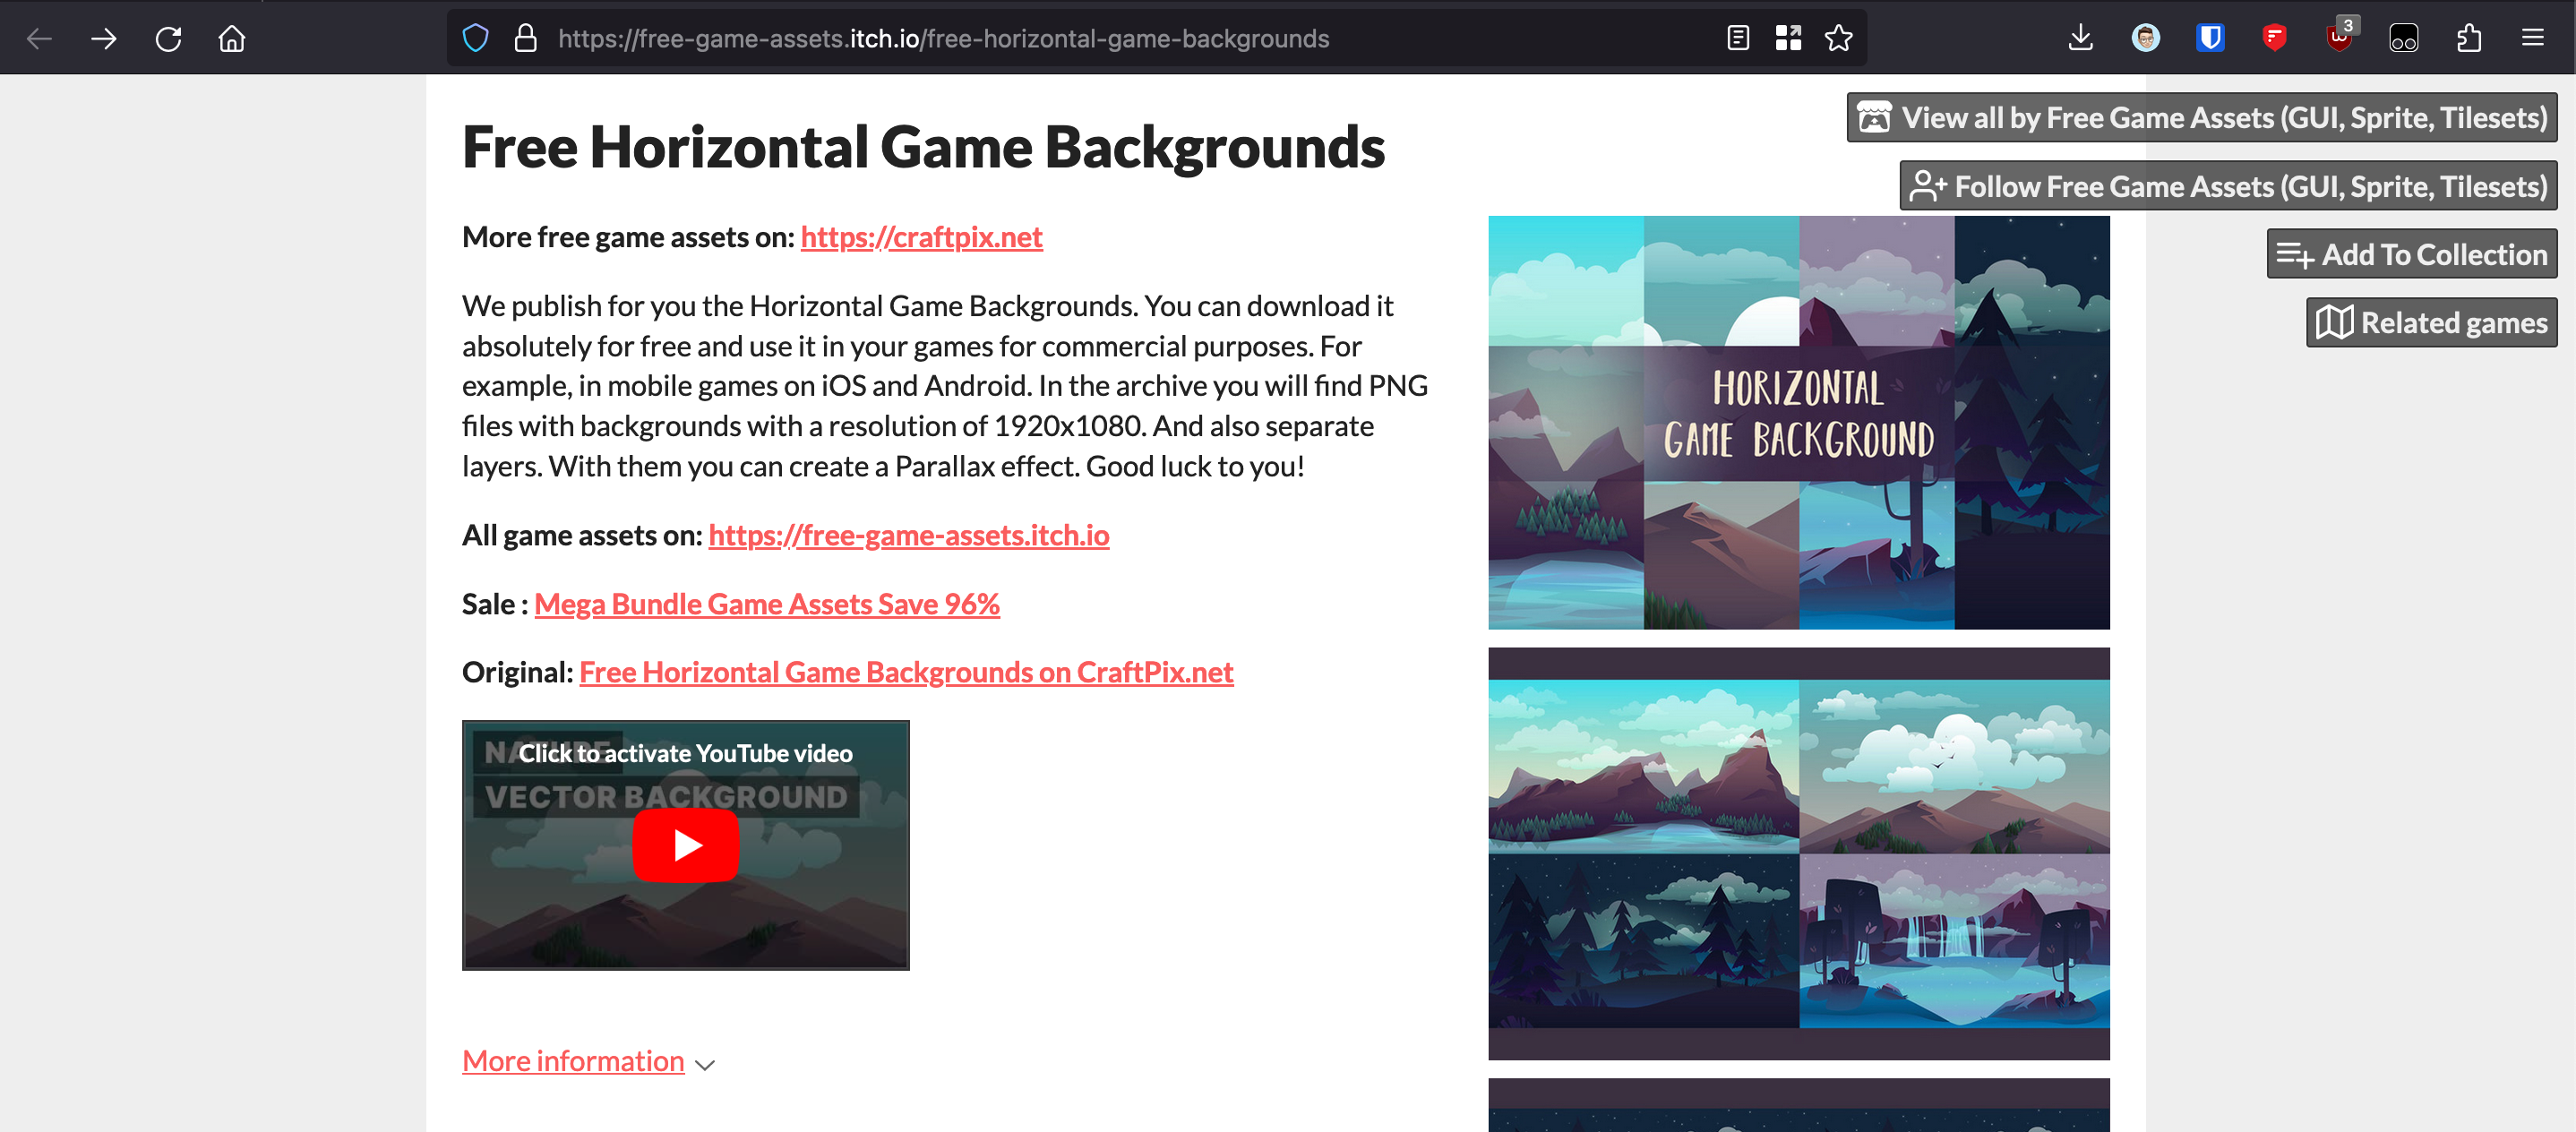 https://free-game-assets.itch.io/free-horizontal-game-backgrounds
3
View all by Free Game Assets (GUI, Sprite, Tilesets)
Follow Free Game Assets (GUI, Sprite, Tilesets)
Add To Collection
Related games
Free Horizontal Game Backgrounds
More free game assets on: https://craftpix.net
We publish for you the Horizontal Game Backgrounds. You can download it
absolutely for free and use it in your games for commercial purposes. For
example, in mobile games on iOS and Android. In the archive you will find PNG
files with backgrounds with a resolution of 1920x1080. And also separate
layers. With them you can create a Parallax effect. Good luck to you!
All game assets on: https://free-game-assets.itch.io
Sale : Mega Bundle Game Assets Save 96%
Original: Free Horizontal Game Backgrounds on CraftPix.net
NATURE
Click to activate YouTube video
VECTOR BACKGROUND
More information
HORIZONTAL
GAME BACKGROUND